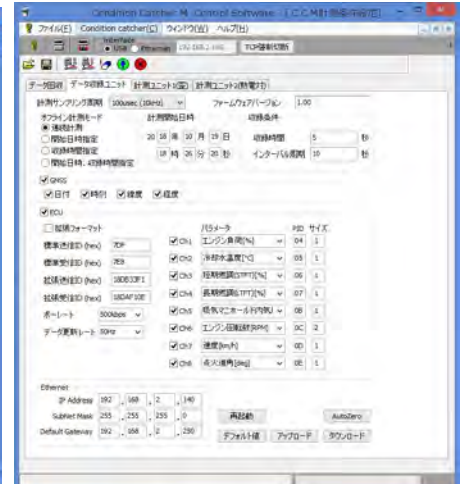 Condition Catcher M Control Software - [C.C.M計測条件設定]
ファイル(F) Condition catcher(C) ウィンドウ(W) ヘルプ(H)
Interface
USB Ethernet 192.168.2.140 TCP強制切断
データ回収 データ収録ユニット 計測ユニット1(歪) 計測ユニット2(熱電対)
計測サンプリング周期 100usec (10kHz) ファームウェアバージョン 1.00
オフライン計測モード 計測開始日時 収録条件
連続計測 20 18 年 10 月 19 日 収録時間 5 秒
開始日時指定
収録時間指定 18 時 26 分 20 秒 インターバル周期 10 秒
開始日時、収録時間指定
GNSS
日付 時刻 緯度 経度
ECU
拡張フォーマット パラメータ PID サイズ
標準送信ID (hex) 7DF Ch1 エンジン負荷[%] 04 1
標準受信ID (hex) 7E8 Ch2 冷却水温度[℃] 05 1
拡張送信ID (hex) 18DB33F1 Ch3 短期燃調(STFT)[%] 06 1
拡張受信ID (hex) 18DAF10E Ch4 長期燃調(LTFT)[%] 07 1
ボーレート 500kbps Ch5 吸気マニホールド内気 0B 1
データ更新レート 50Hz Ch6 エンジン回転数[RPM] 0C 2
Ch7 速度[km/h] 0D 1
Ch8 点火進角[deg] 0E 1
Ethernet
IP Address 192 . 168 . 2 . 140
Subnet Mask 255 . 255 . 255 . 0 再起動 AutoZero
Default Gateway 192 . 168 . 2 . 250 デフォルト値 アップロード ダウンロード